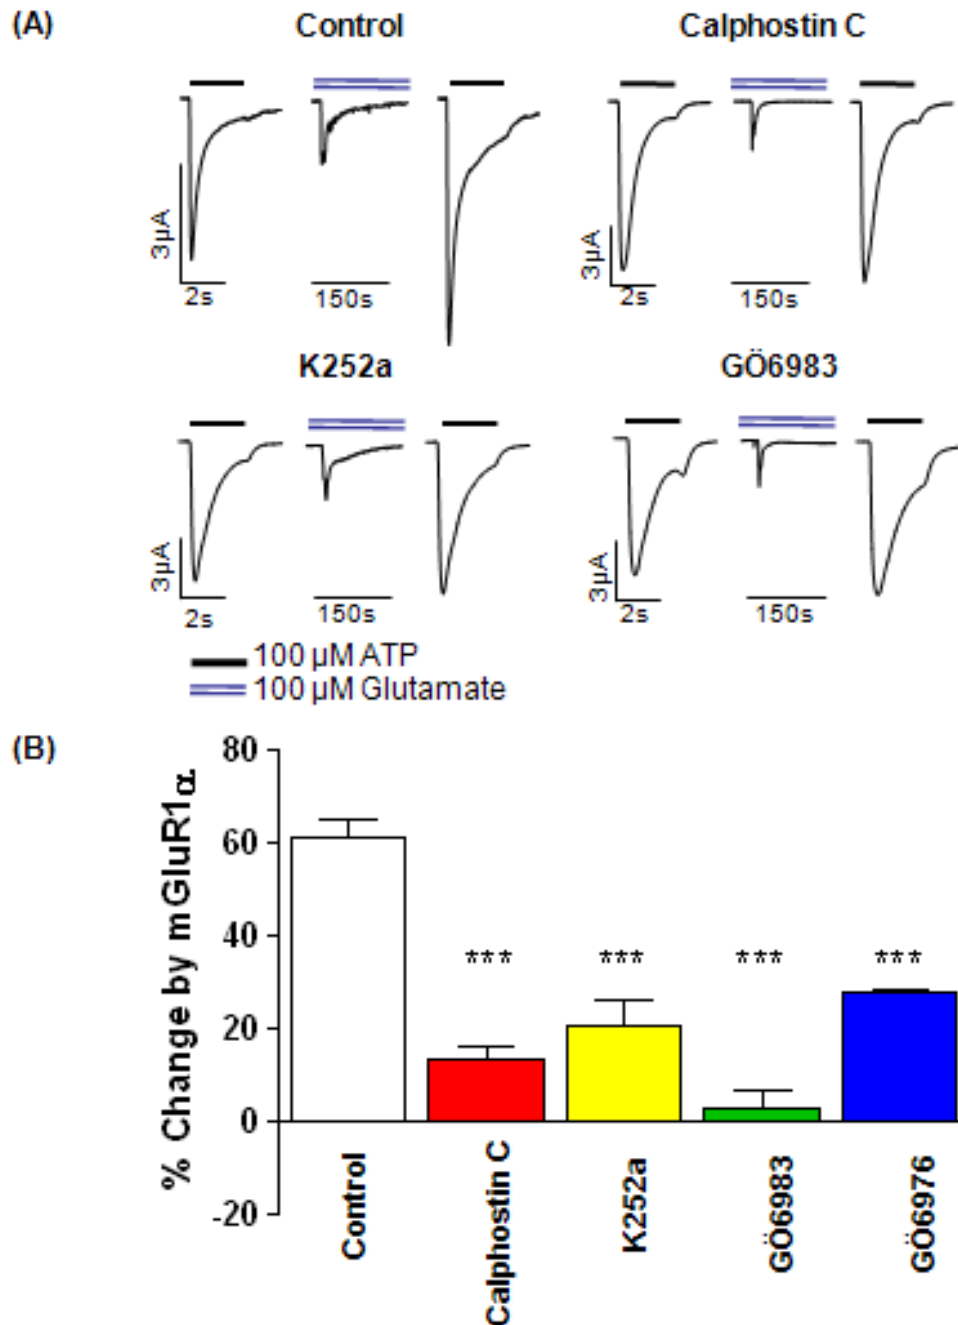 (A)
Control
Calphostin C
3µA
2s
150s
3µA
2s
150s
K252a
GÖ6983
3µA
2s
150s
3µA
2s
150s
100 µM ATP
100 µM Glutamate
(B)
% Change by mGluR1α
80
60
40
20
0
-20
***
***
***
***
Control
Calphostin C
K252a
GÖ6983
GÖ6976